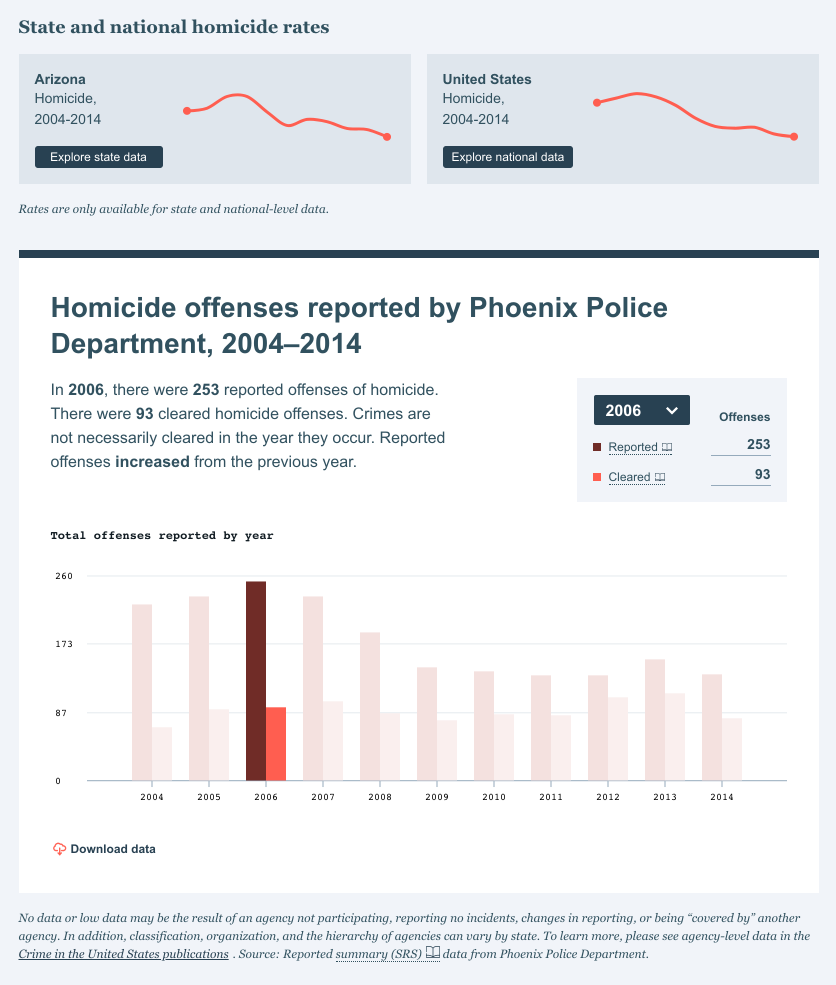 State and national homicide rates
Arizona
Homicide,
2004-2014
Explore state data
United States
Homicide,
2004-2014
Explore national data
Rates are only available for state and national-level data.
Homicide offenses reported by Phoenix Police
Department, 2004–2014
In 2006, there were 253 reported offenses of homicide.
There were 93 cleared homicide offenses. Crimes are
not necessarily cleared in the year they occur. Reported
offenses increased from the previous year.
2006
Offenses
Reported 253
Cleared 93
Total offenses reported by year
260
173
87
0
2004 2005 2006 2007 2008 2009 2010 2011 2012 2013 2014
Download data
No data or low data may be the result of an agency not participating, reporting no incidents, changes in reporting, or being “covered by” another
agency. In addition, classification, organization, and the hierarchy of agencies can vary by state. To learn more, please see agency-level data in the
Crime in the United States publications . Source: Reported summary (SRS) data from Phoenix Police Department.